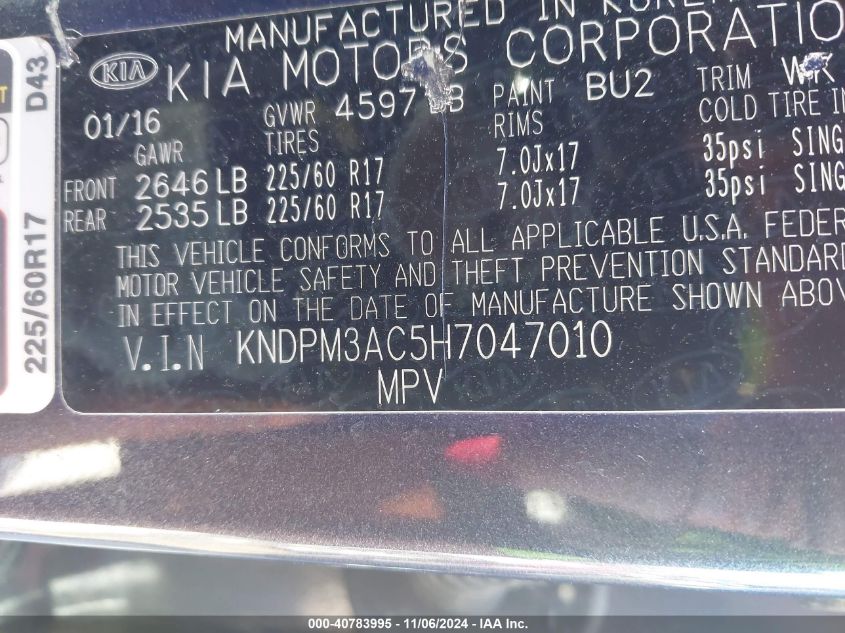 MANUFACTURED IN KOREA
KIA KIA MOTORS CORPORATIO
01/16 GVWR 4597 B PAINT BU2 TRIM WK
TIRES RIMS COLD TIRE IN
GAWR
FRONT 2646 LB 225/60 R17 7.0Jx17 35psi SING
REAR 2535 LB 225/60 R17 7.0Jx17 35psi SING
THIS VEHICLE CONFORMS TO ALL APPLICABLE U.S.A. FEDER
MOTOR VEHICLE SAFETY AND THEFT PREVENTION STANDARD
IN EFFECT ON THE DATE OF MANUFACTURE SHOWN ABOV
V.I.N KNDPM3AC5H7047010
MPV
225/60R17 D43
000-40783995 - 11/06/2024 - IAA Inc.